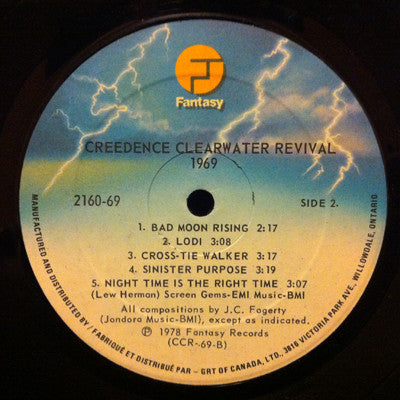 FJ
Fantasy
CREEDENCE CLEARWATER REVIVAL
1969
2160-69
SIDE 2.
1. BAD MOON RISING 2:17
2. LODI 3:08
3. CROSS-TIE WALKER 3:17
4. SINISTER PURPOSE 3:19
5. NIGHT TIME IS THE RIGHT TIME 3:07
(Lew Herman) Screen Gems-EMI Music-BMI
All compositions by J.C. Fogerty
(Jondora Music-BMI), except as indicated.
℗ 1978 Fantasy Records
(CCR-69-B)
MANUFACTURED AND DISTRIBUTED BY / FABRIQUÉ ET DISTRIBUÉ PAR – GRT OF CANADA, LTD., 3816 VICTORIA PARK AVE. WILLOWDALE, ONTARIO